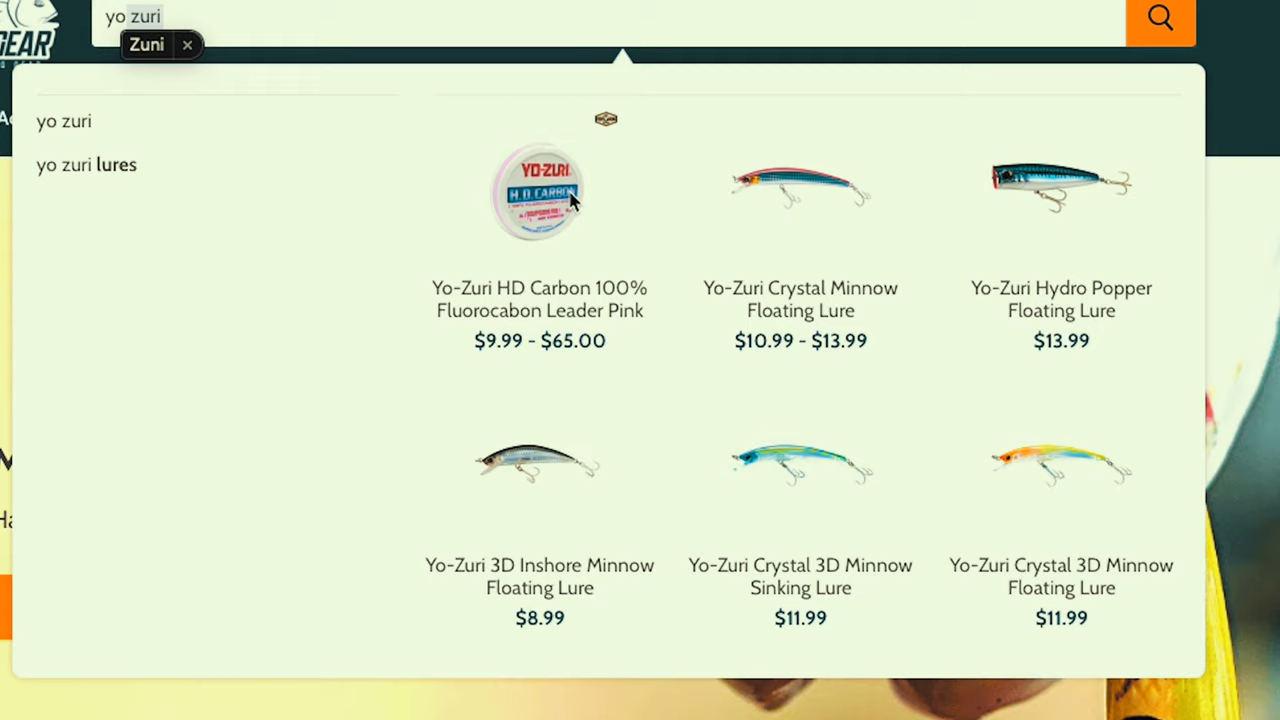 yo zuri
GEAR
Zuni ×
yo zuri
yo zuri lures
YO-ZURI
H.D. CARBON
Yo-Zuri HD Carbon 100%
Fluorocabon Leader Pink
$9.99 - $65.00
Yo-Zuri Crystal Minnow
Floating Lure
$10.99 - $13.99
Yo-Zuri Hydro Popper
Floating Lure
$13.99
Yo-Zuri 3D Inshore Minnow
Floating Lure
$8.99
Yo-Zuri Crystal 3D Minnow
Sinking Lure
$11.99
Yo-Zuri Crystal 3D Minnow
Floating Lure
$11.99